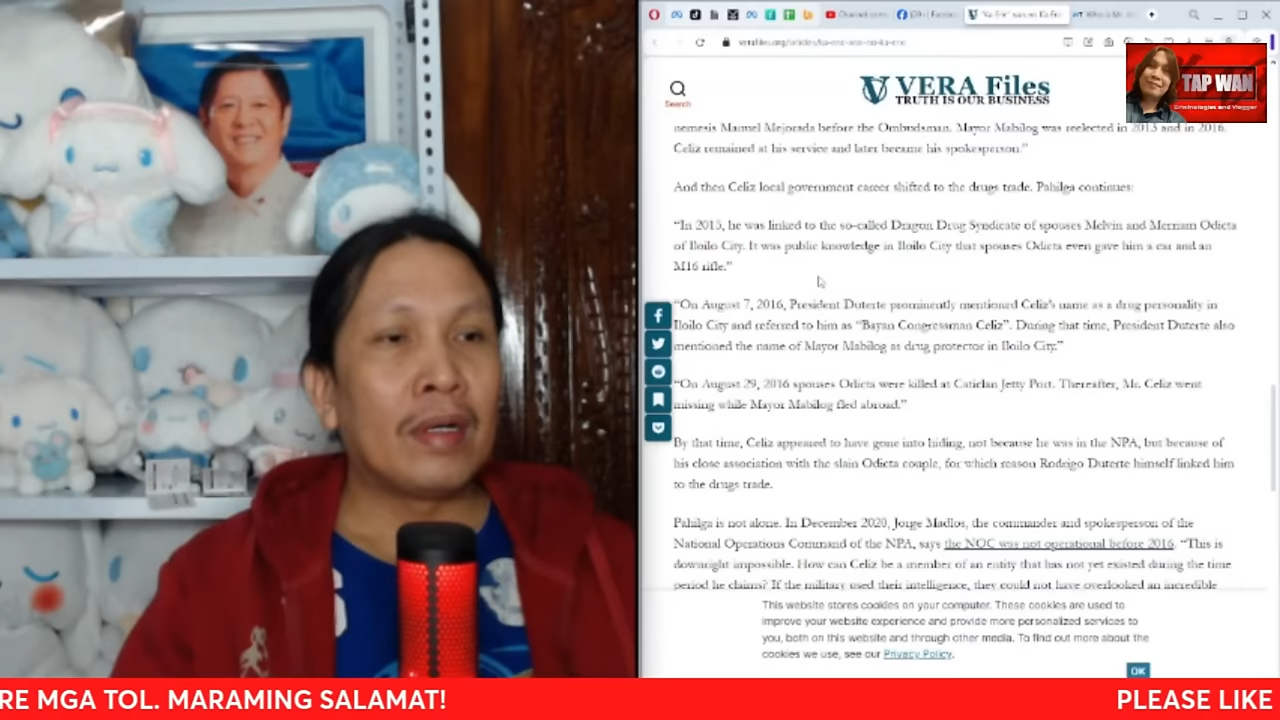 verafiles.org/articles/ka-eric-was-no-ka-eric
Search
VERA Files
TRUTH IS OUR BUSINESS
TAP WAN
Criminologist and Vlogger
nemesis Manuel Mejorada before the Ombudsman. Mayor Mabilog was reelected in 2013 and in 2016.
Celiz remained at his service and later became his spokesperson."
And then Celiz local government career shifted to the drugs trade. Pahilga continues:
“In 2015, he was linked to the so-called Dragon Drug Syndicate of spouses Melvin and Merriam Odicta
of Iloilo City. It was public knowledge in Iloilo City that spouses Odicta even gave him a car and an
M16 rifle.”
“On August 7, 2016, President Duterte prominently mentioned Celiz’s name as a drug personality in
Iloilo City and referred to him as “Bayan Congressman Celiz”. During that time, President Duterte also
mentioned the name of Mayor Mabilog as drug protector in Iloilo City.”
“On August 29, 2016 spouses Odicta were killed at Caticlan Jetty Port. Thereafter, Mr. Celiz went
missing while Mayor Mabilog fled abroad.”
By that time, Celiz appeared to have gone into hiding, not because he was in the NPA, but because of
his close association with the slain Odicta couple, for which reason Rodrigo Duterte himself linked him
to the drugs trade.
Pahilga is not alone. In December 2020, Jorge Madlos, the commander and spokesperson of the
National Operations Command of the NPA, says the NOC was not operational before 2016. “This is
downright impossible. How can Celiz be a member of an entity that has not yet existed during the time
period he claims? If the military used their intelligence, they could not have overlooked an incredible
This website stores cookies on your computer. These cookies are used to
improve your website experience and provide more personalized services to
you, both on this website and through other media. To find out more about the
cookies we use, see our Privacy Policy.
OK
RE MGA TOL. MARAMING SALAMAT!
PLEASE LIKE